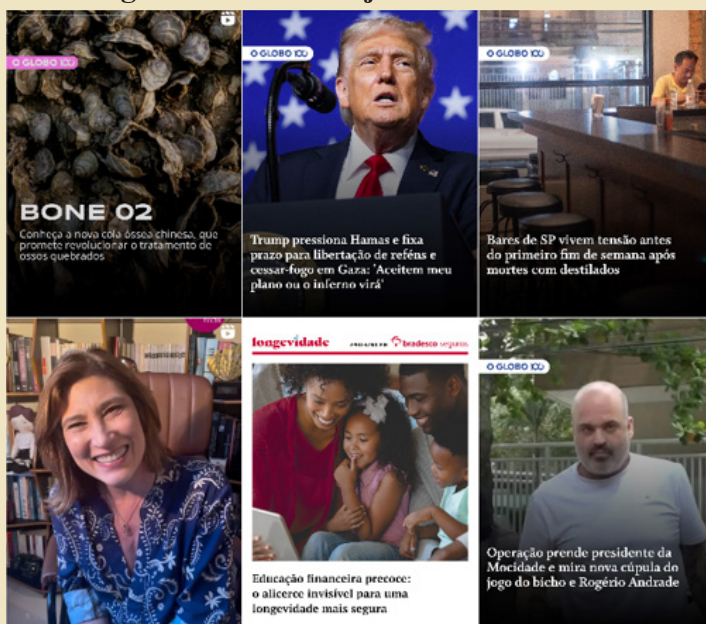 O GLOBO 100
BONE 02
Conheça a nova cola óssea chinesa, que
promete revolucionar o tratamento de
ossos quebrados
O GLOBO 100
Trump pressiona Hamas e fixa
prazo para libertação de reféns e
cessar-fogo em Gaza: 'Aceitem meu
plano ou o inferno virá'
O GLOBO 100
Bares de SP vivem tensão antes
do primeiro fim de semana após
mortes com destilados
longevidade
bradesco seguros
Educação financeira precoce:
o alicerce invisível para uma
longevidade mais segura
O GLOBO 100
Operação prende presidente da
Mocidade e mira nova cúpula do
jogo do bicho e Rogério Andrade